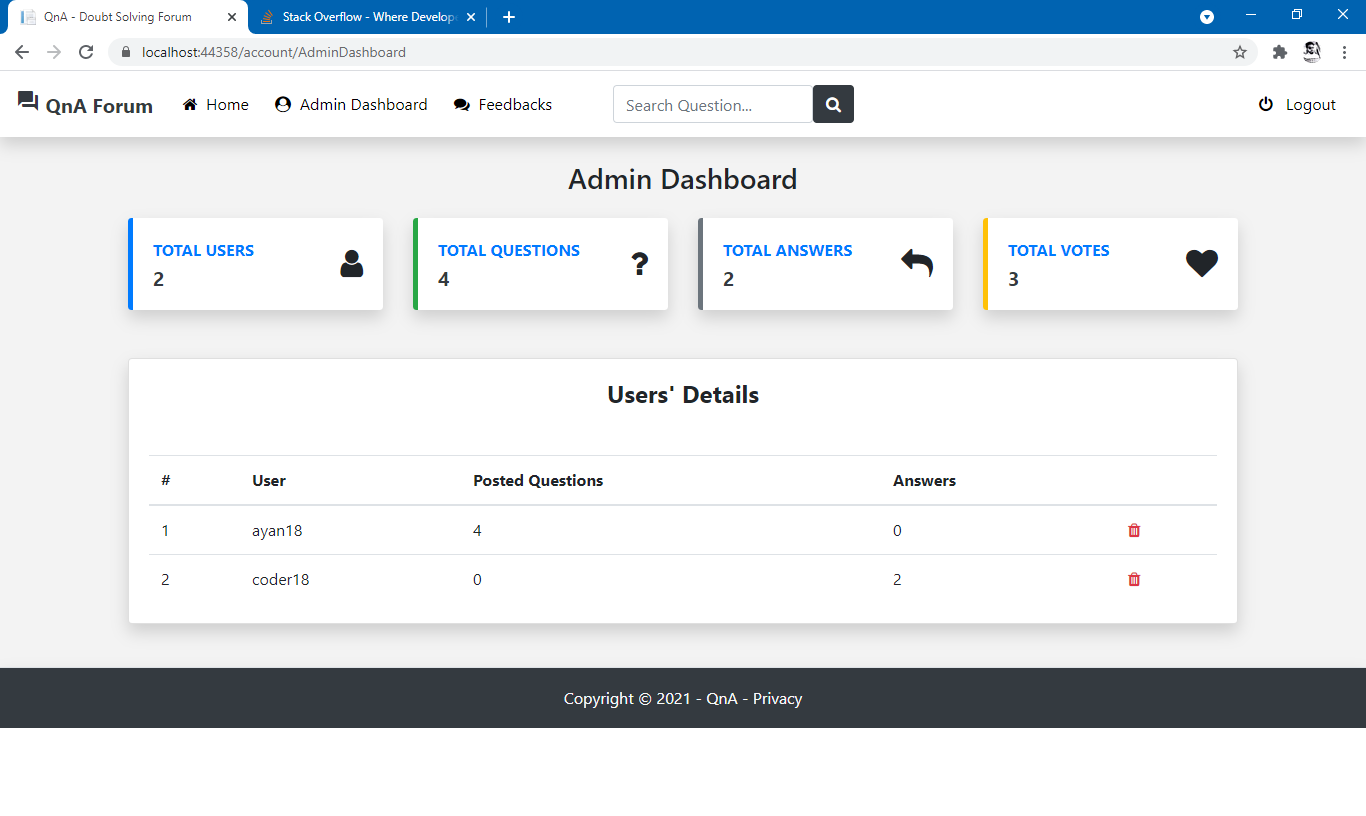 QnA - Doubt Solving Forum
Stack Overflow - Where Develop
localhost:44358/account/AdminDashboard
QnA Forum Home Admin Dashboard Feedbacks Search Question... Logout
Admin Dashboard
TOTAL USERS
2
TOTAL QUESTIONS
4
TOTAL ANSWERS
2
TOTAL VOTES
3
Users' Details
# User Posted Questions Answers
1 ayan18 4 0
2 coder18 0 2
Copyright © 2021 - QnA - Privacy